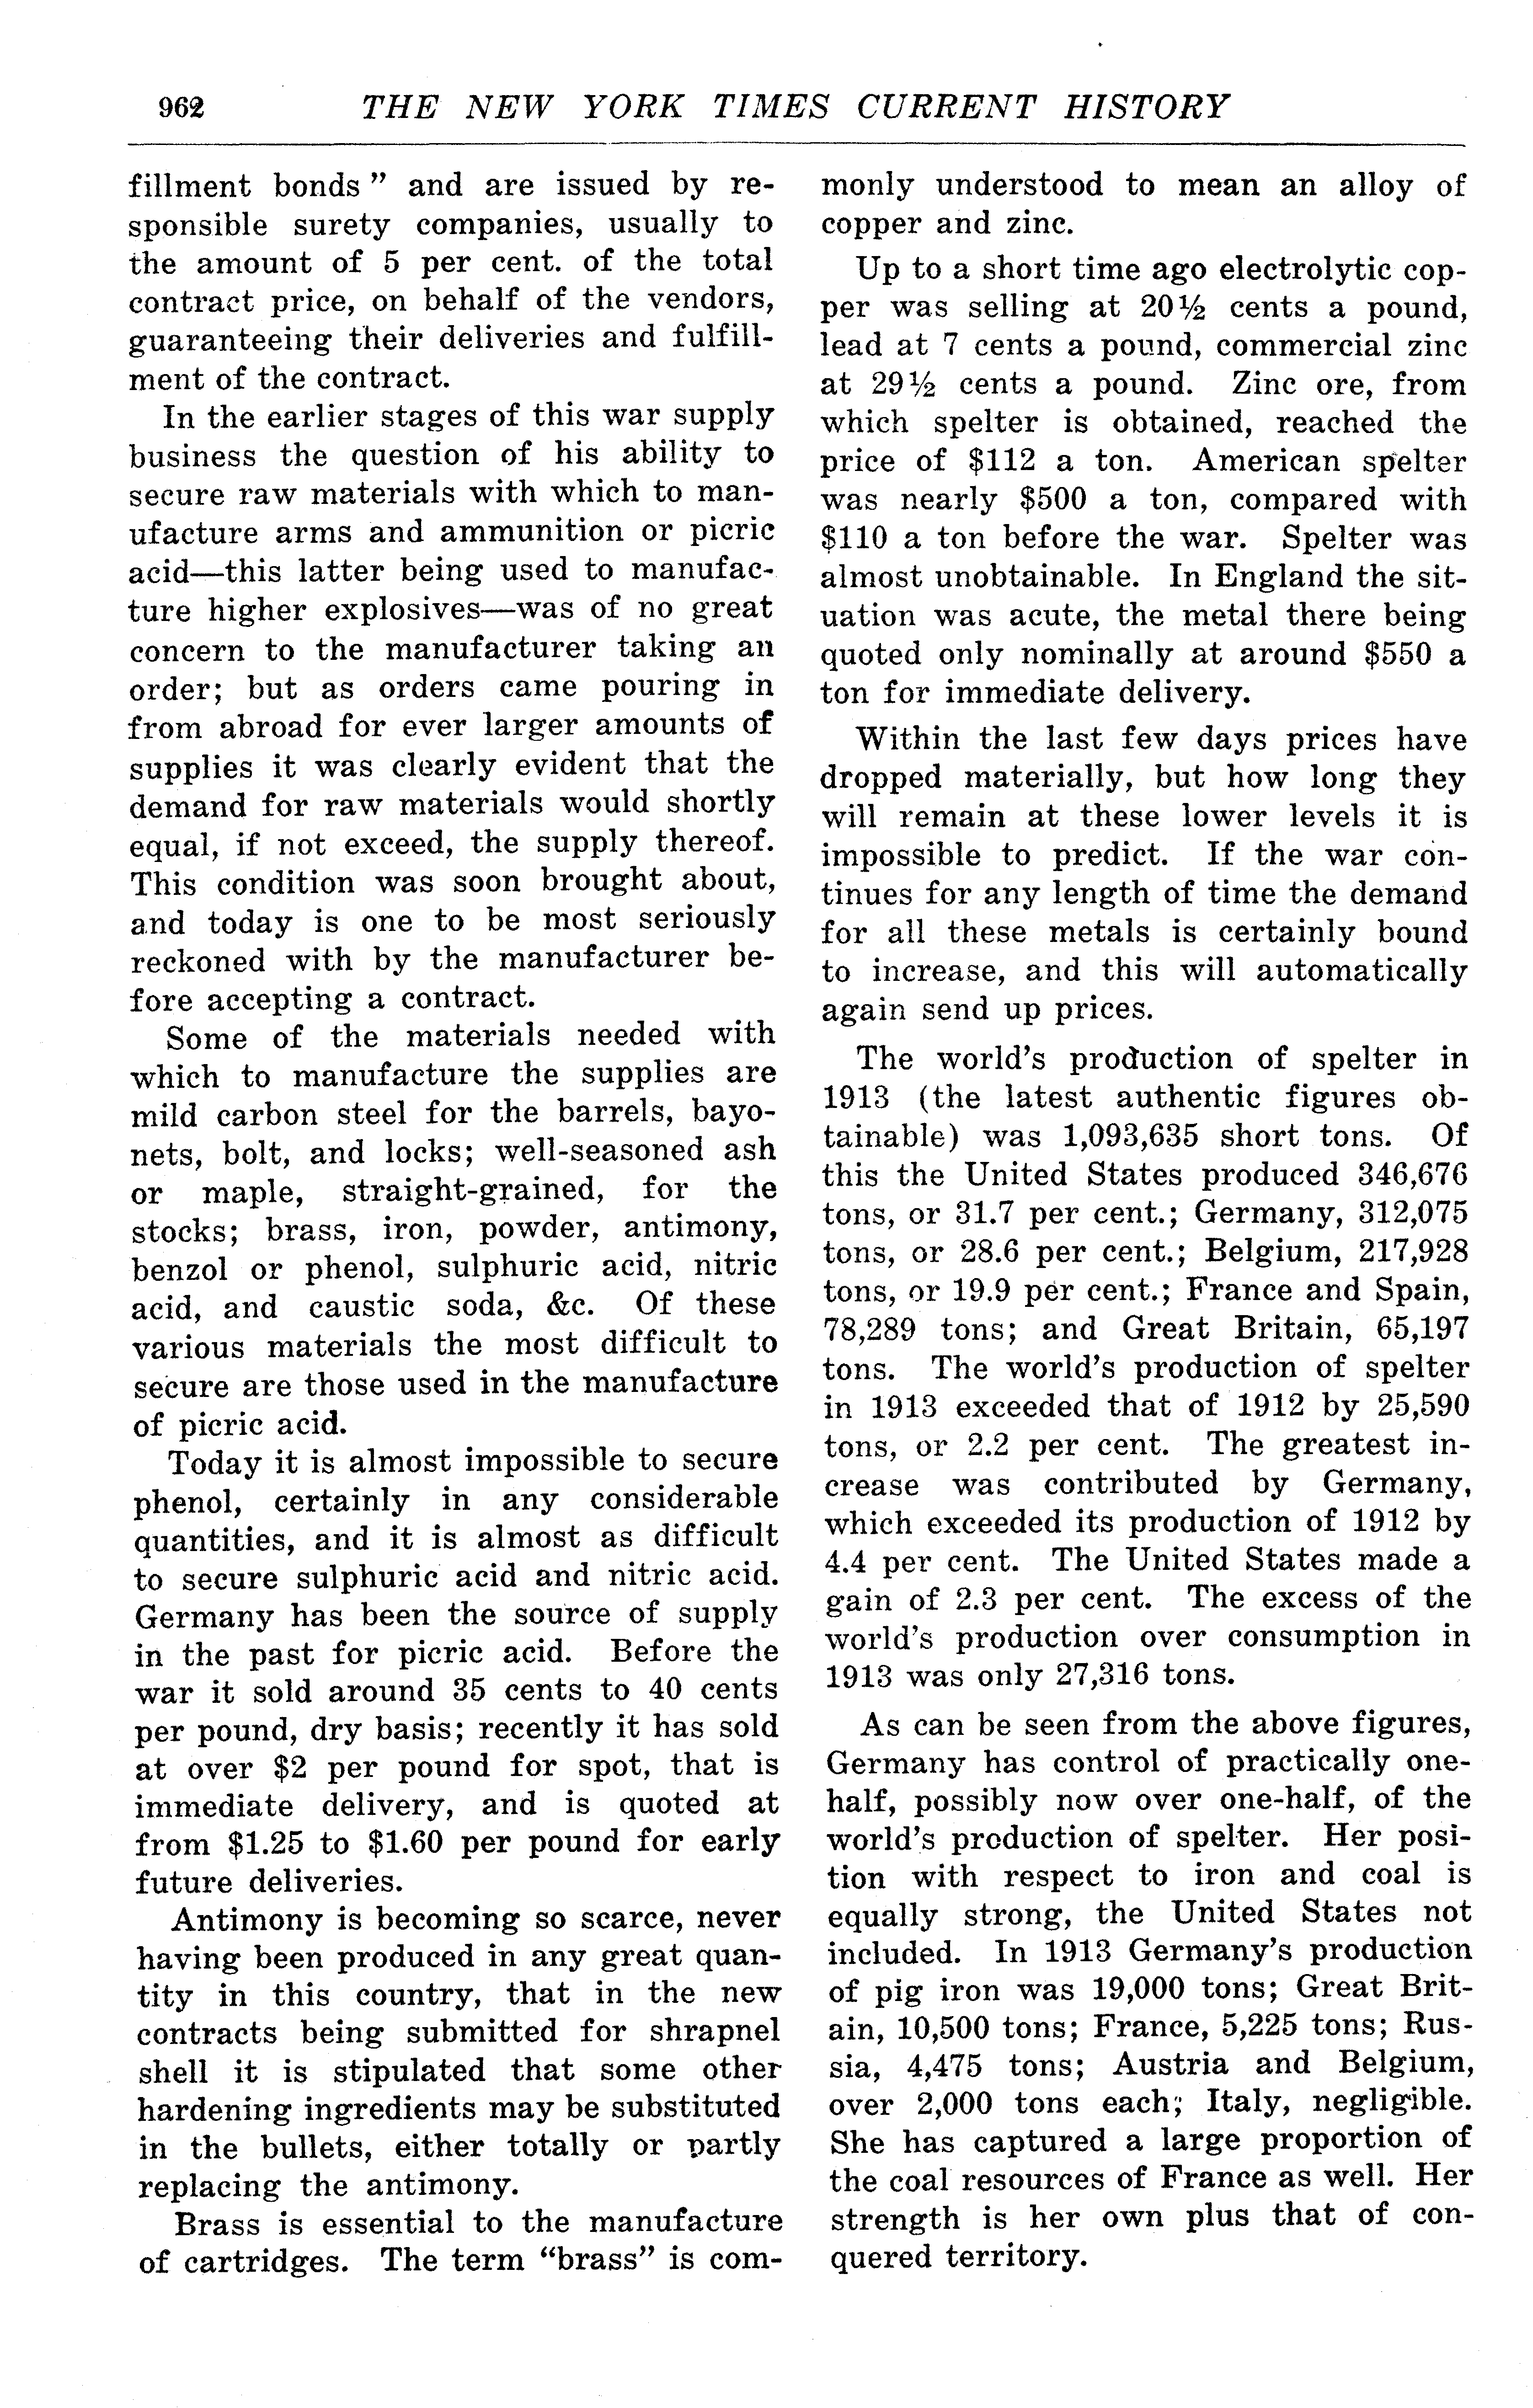 962 THE NEW YORK TIMES CURRENT HISTORY
fillment bonds" and are issued by re-
sponsible surety companies, usually to
the amount of 5 per cent. of the total
contract price, on behalf of the vendors,
guaranteeing their deliveries and fulfill-
ment of the contract.
In the earlier stages of this war supply
business the question of his ability to
secure raw materials with which to man-
ufacture arms and ammunition or picric
acid—this latter being used to manufac-
ture higher explosives—was of no great
concern to the manufacturer taking an
order; but as orders came pouring in
from abroad for ever larger amounts of
supplies it was clearly evident that the
demand for raw materials would shortly
equal, if not exceed, the supply thereof.
This condition was soon brought about,
and today is one to be most seriously
reckoned with by the manufacturer be-
fore accepting a contract.
Some of the materials needed with
which to manufacture the supplies are
mild carbon steel for the barrels, bayo-
nets, bolt, and locks; well-seasoned ash
or maple, straight-grained, for the
stocks; brass, iron, powder, antimony,
benzol or phenol, sulphuric acid, nitric
acid, and caustic soda, &c. Of these
various materials the most difficult to
secure are those used in the manufacture
of picric acid.
Today it is almost impossible to secure
phenol, certainly in any considerable
quantities, and it is almost as difficult
to secure sulphuric acid and nitric acid.
Germany has been the source of supply
in the past for picric acid. Before the
war it sold around 35 cents to 40 cents
per pound, dry basis; recently it has sold
at over $2 per pound for spot, that is
immediate delivery, and is quoted at
from $1.25 to $1.60 per pound for early
future deliveries.
Antimony is becoming so scarce, never
having been produced in any great quan-
tity in this country, that in the new
contracts being submitted for shrapnel
shell it is stipulated that some other
hardening ingredients may be substituted
in the bullets, either totally or partly
replacing the antimony.
Brass is essential to the manufacture
of cartridges. The term "brass" is com-
monly understood to mean an alloy of
copper and zinc.
Up to a short time ago electrolytic cop-
per was selling at 20½ cents a pound,
lead at 7 cents a pound, commercial zinc
at 29½ cents a pound. Zinc ore, from
which spelter is obtained, reached the
price of $112 a ton. American spelter
was nearly $500 a ton, compared with
$110 a ton before the war. Spelter was
almost unobtainable. In England the sit-
uation was acute, the metal there being
quoted only nominally at around $550 a
ton for immediate delivery.
Within the last few days prices have
dropped materially, but how long they
will remain at these lower levels it is
impossible to predict. If the war con-
tinues for any length of time the demand
for all these metals is certainly bound
to increase, and this will automatically
again send up prices.
The world's production of spelter in
1913 (the latest authentic figures ob-
tainable) was 1,093,635 short tons. Of
this the United States produced 346,676
tons, or 31.7 per cent.; Germany, 312,075
tons, or 28.6 per cent.; Belgium, 217,928
tons, or 19.9 per cent.; France and Spain,
78,289 tons; and Great Britain, 65,197
tons. The world's production of spelter
in 1913 exceeded that of 1912 by 25,590
tons, or 2.2 per cent. The greatest in-
crease was contributed by Germany,
which exceeded its production of 1912 by
4.4 per cent. The United States made a
gain of 2.3 per cent. The excess of the
world's production over consumption in
1913 was only 27,316 tons.
As can be seen from the above figures,
Germany has control of practically one-
half, possibly now over one-half, of the
world's production of spelter. Her posi-
tion with respect to iron and coal is
equally strong, the United States not
included. In 1913 Germany's production
of pig iron was 19,000 tons; Great Brit-
ain, 10,500 tons; France, 5,225 tons; Rus-
sia, 4,475 tons; Austria and Belgium,
over 2,000 tons each; Italy, negligible.
She has captured a large proportion of
the coal resources of France as well. Her
strength is her own plus that of con-
quered territory.